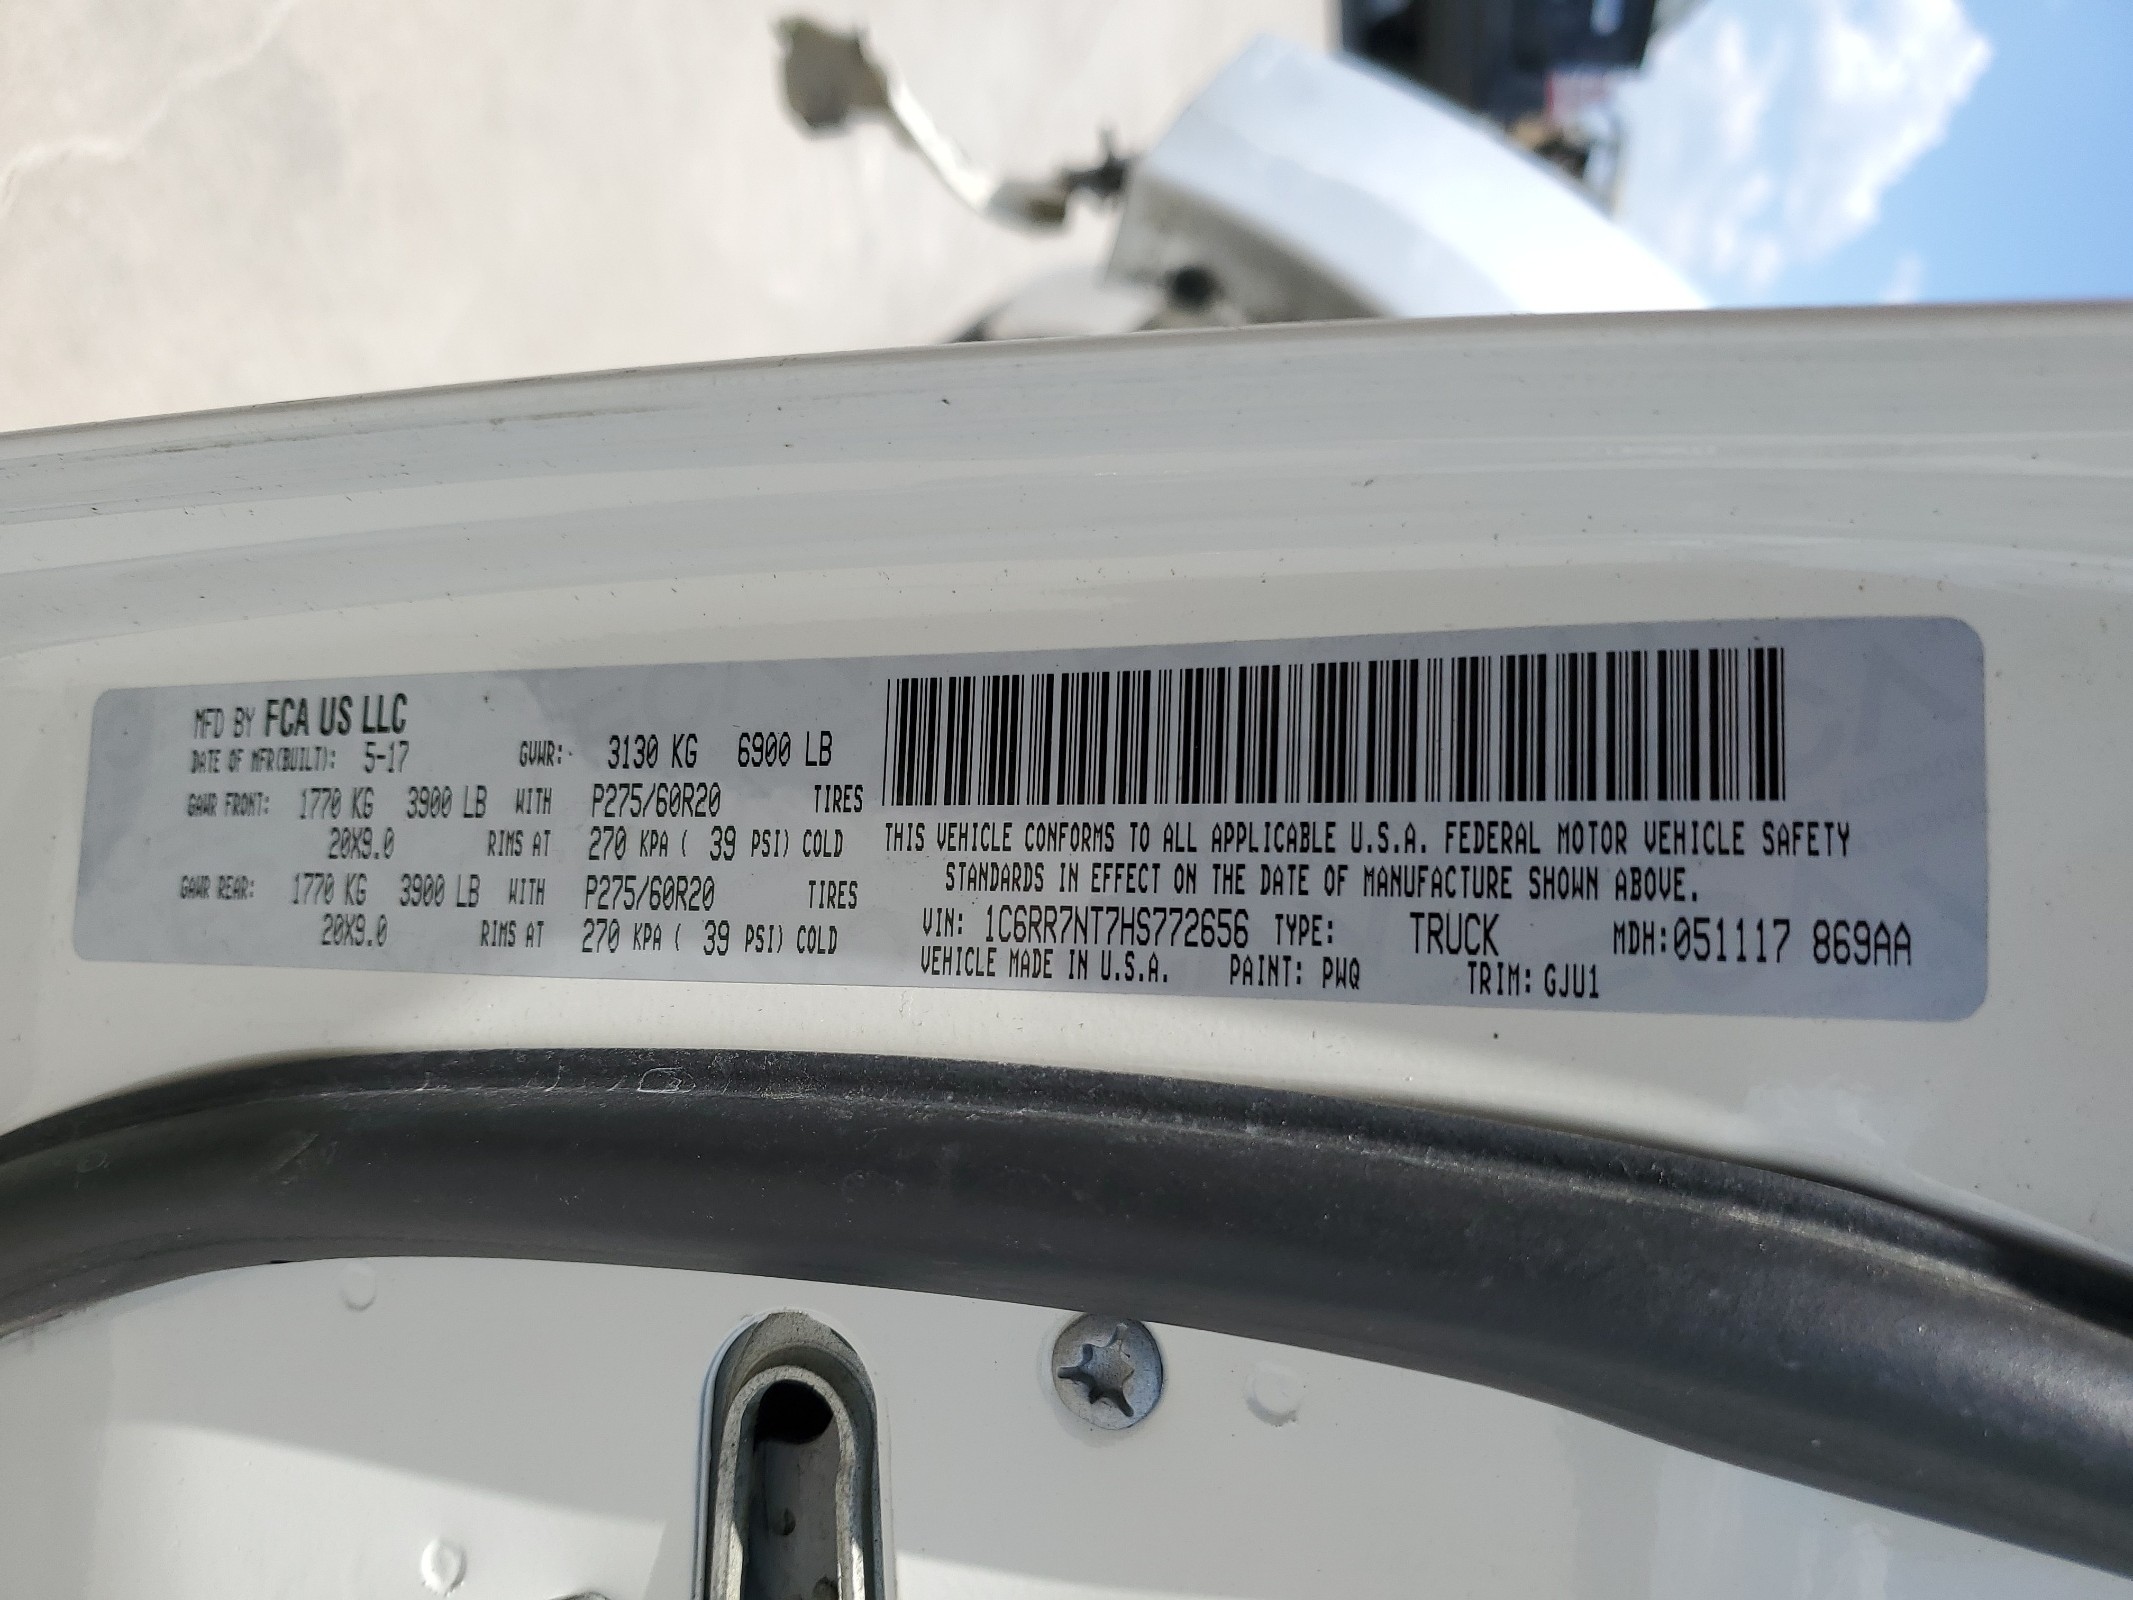 MFD BY FCA US LLC
DATE OF MFR(BUILT): 5-17 GVWR: 3130 KG 6900 LB
GAWR FRONT: 1770 KG 3900 LB WITH P275/60R20 TIRES
20X9.0 RIMS AT 270 KPA ( 39 PSI) COLD
GAWR REAR: 1770 KG 3900 LB WITH P275/60R20 TIRES
20X9.0 RIMS AT 270 KPA ( 39 PSI) COLD
THIS VEHICLE CONFORMS TO ALL APPLICABLE U.S.A. FEDERAL MOTOR VEHICLE SAFETY
STANDARDS IN EFFECT ON THE DATE OF MANUFACTURE SHOWN ABOVE.
VIN: 1C6RR7NT7HS772656 TYPE: TRUCK MDH:051117 869AA
VEHICLE MADE IN U.S.A. PAINT: PWQ TRIM: GJU1